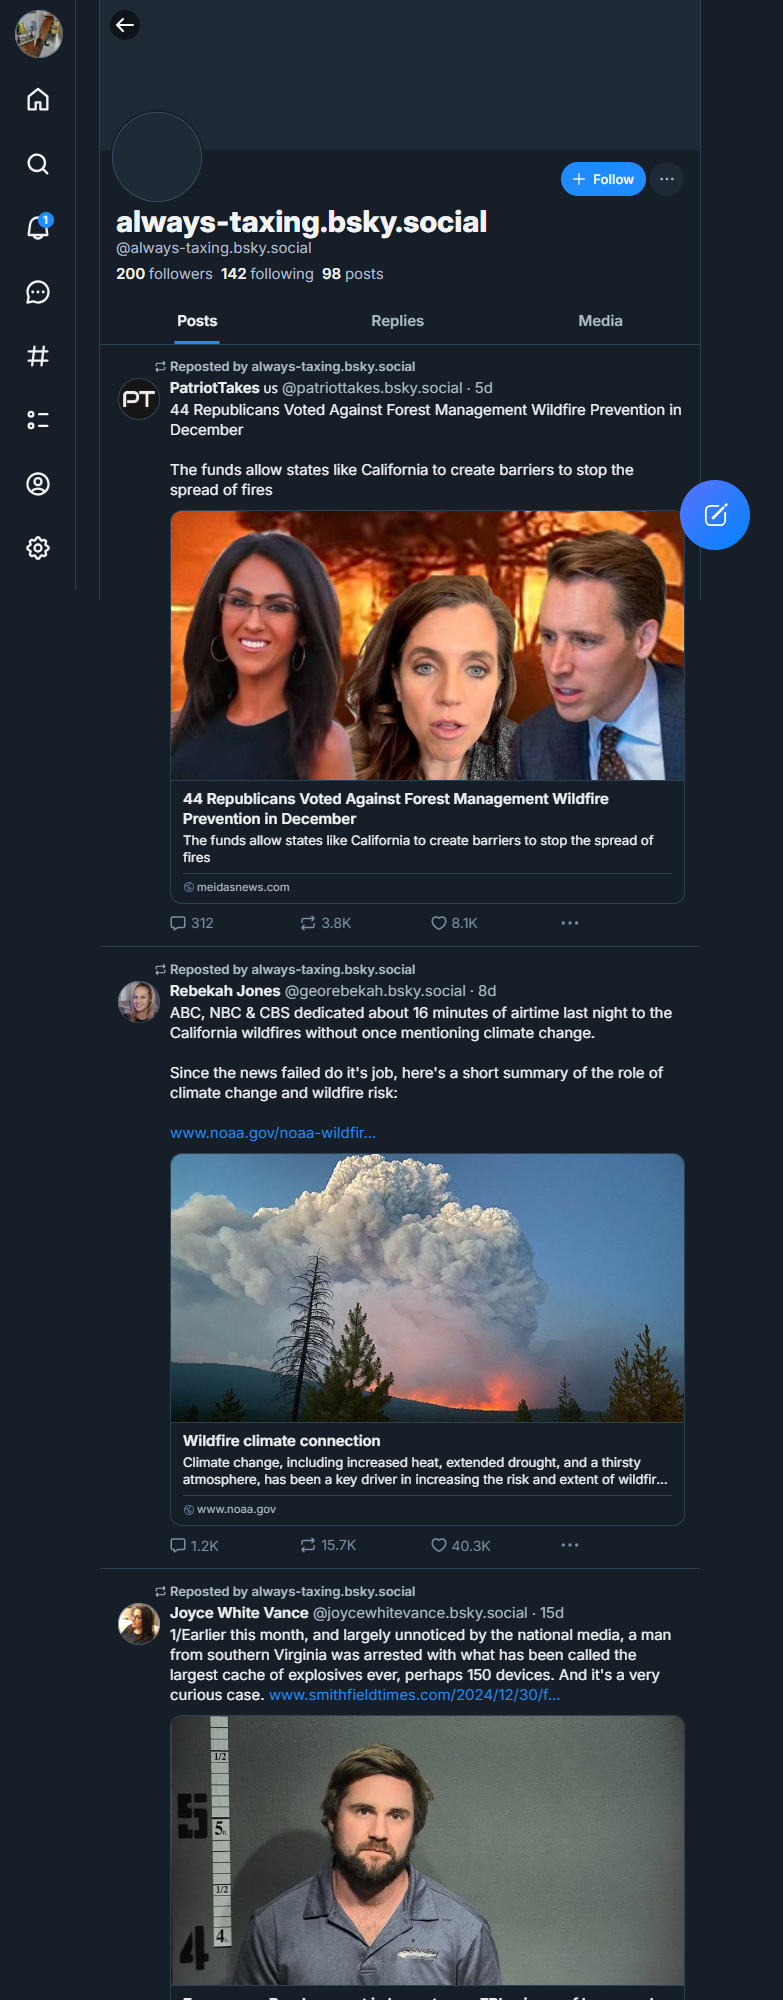 1
+ Follow
always-taxing.bsky.social
@always-taxing.bsky.social
200 followers 142 following 98 posts
Posts Replies Media
Reposted by always-taxing.bsky.social
PT
PatriotTakes US @patriottakes.bsky.social · 5d
44 Republicans Voted Against Forest Management Wildfire Prevention in
December
The funds allow states like California to create barriers to stop the
spread of fires
44 Republicans Voted Against Forest Management Wildfire
Prevention in December
The funds allow states like California to create barriers to stop the spread of
fires
meidasnews.com
312 3.8K 8.1K
Reposted by always-taxing.bsky.social
Rebekah Jones @georebekah.bsky.social · 8d
ABC, NBC & CBS dedicated about 16 minutes of airtime last night to the
California wildfires without once mentioning climate change.
Since the news failed do it's job, here's a short summary of the role of
climate change and wildfire risk:
www.noaa.gov/noaa-wildfir...
Wildfire climate connection
Climate change, including increased heat, extended drought, and a thirsty
atmosphere, has been a key driver in increasing the risk and extent of wildfir...
www.noaa.gov
1.2K 15.7K 40.3K
Reposted by always-taxing.bsky.social
Joyce White Vance @joycewhitevance.bsky.social · 15d
1/Earlier this month, and largely unnoticed by the national media, a man
from southern Virginia was arrested with what has been called the
largest cache of explosives ever, perhaps 150 devices. And it's a very
curious case. www.smithfieldtimes.com/2024/12/30/f...
1/2
5 5
1/2
4 4